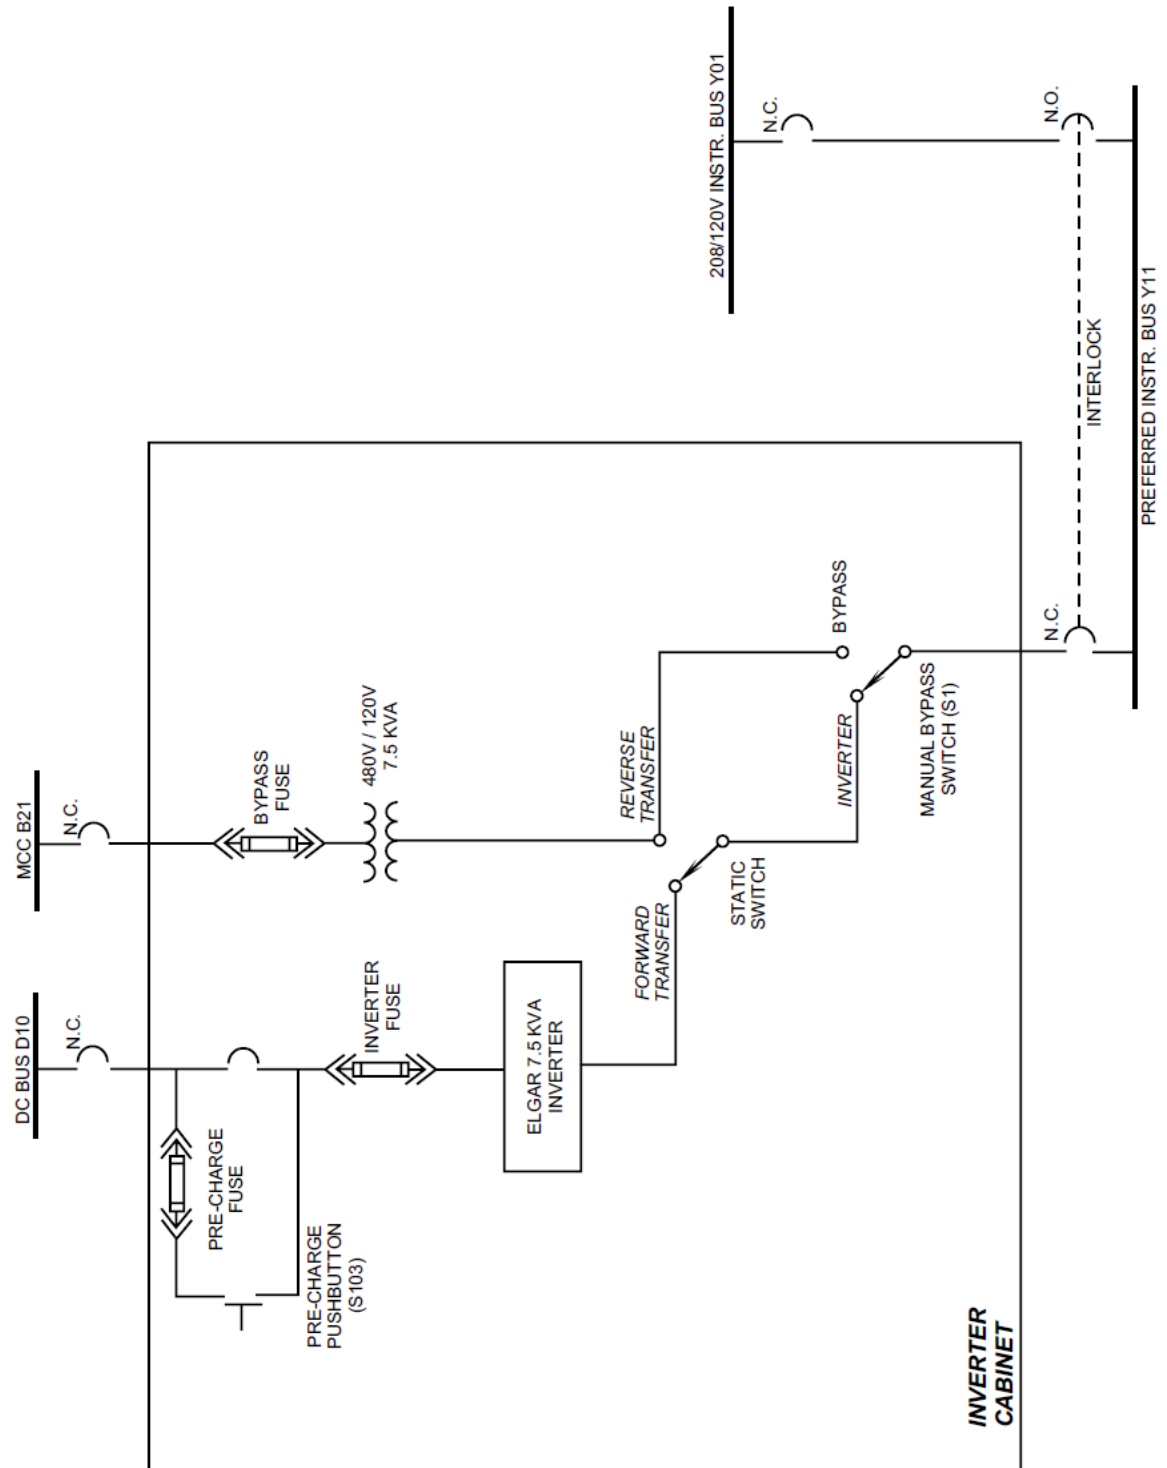 DC BUS D10
N.C.
MCC B21
N.C.
208/120V INSTR. BUS Y01
N.C.
N.O.
PRE-CHARGE
FUSE
PRE-CHARGE
PUSHBUTTON
(S103)
INVERTER
FUSE
BYPASS
FUSE
480V / 120V
7.5 KVA
ELGAR 7.5 KVA
INVERTER
FORWARD
TRANSFER
REVERSE
TRANSFER
STATIC
SWITCH
INVERTER
BYPASS
MANUAL BYPASS
SWITCH (S1)
N.C.
INTERLOCK
PREFERRED INSTR. BUS Y11
INVERTER
CABINET